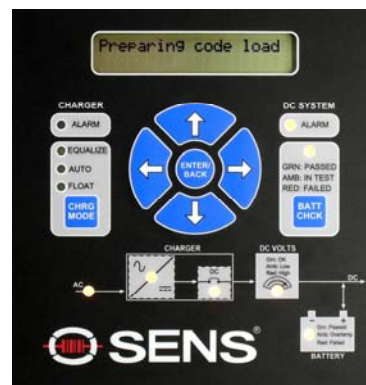 Preparing code load
CHARGER
ALARM
EQUALIZE
AUTO
FLOAT
CHRG
MODE
ENTER/
BACK
DC SYSTEM
ALARM
GRN: PASSED
AMB: IN TEST
RED: FAILED
BATT
CHCK
CHARGER
AC
DC
DC VOLTS
Grn: OK
Amb: Low
Red: High
DC
Grn: Passed
Amb: Overtemp
Red: Failed
BATTERY
SENS®